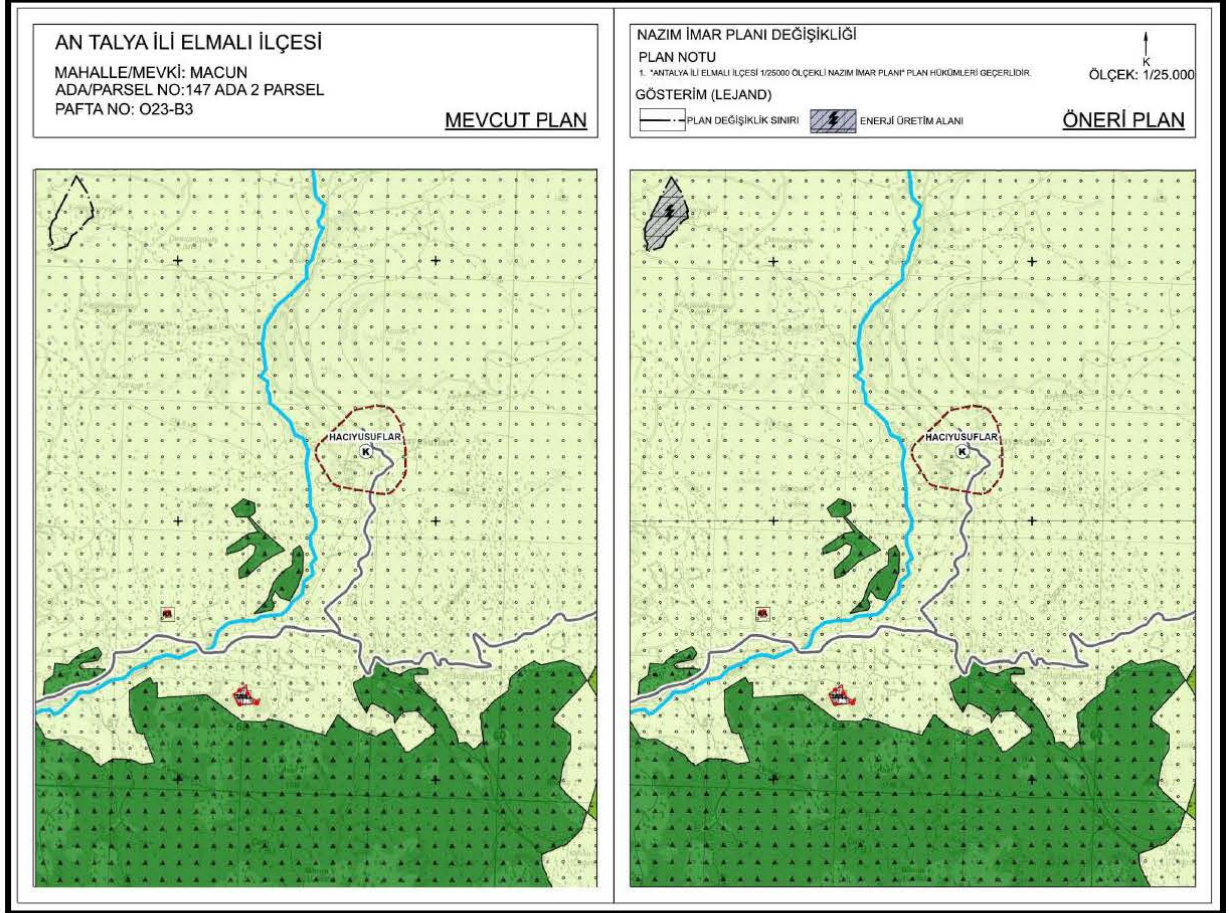 AN TALYA İLİ ELMALI İLÇESİ
MAHALLE/MEVKİ: MACUN
ADA/PARSEL NO:147 ADA 2 PARSEL
PAFTA NO: O23-B3
MEVCUT PLAN
NAZIM İMAR PLANI DEĞİŞİKLİĞİ
PLAN NOTU
1. "ANTALYA İLİ ELMALI İLÇESİ 1/25000 ÖLÇEKLİ NAZIM İMAR PLANI" PLAN HÜKÜMLERİ GEÇERLİDİR.
K
ÖLÇEK: 1/25.000
GÖSTERİM (LEJAND)
PLAN DEĞİŞİKLİK SINIRI
ENERJİ ÜRETİM ALANI
ÖNERİ PLAN
HACIYUSUFLAR
K
HACIYUSUFLAR
K